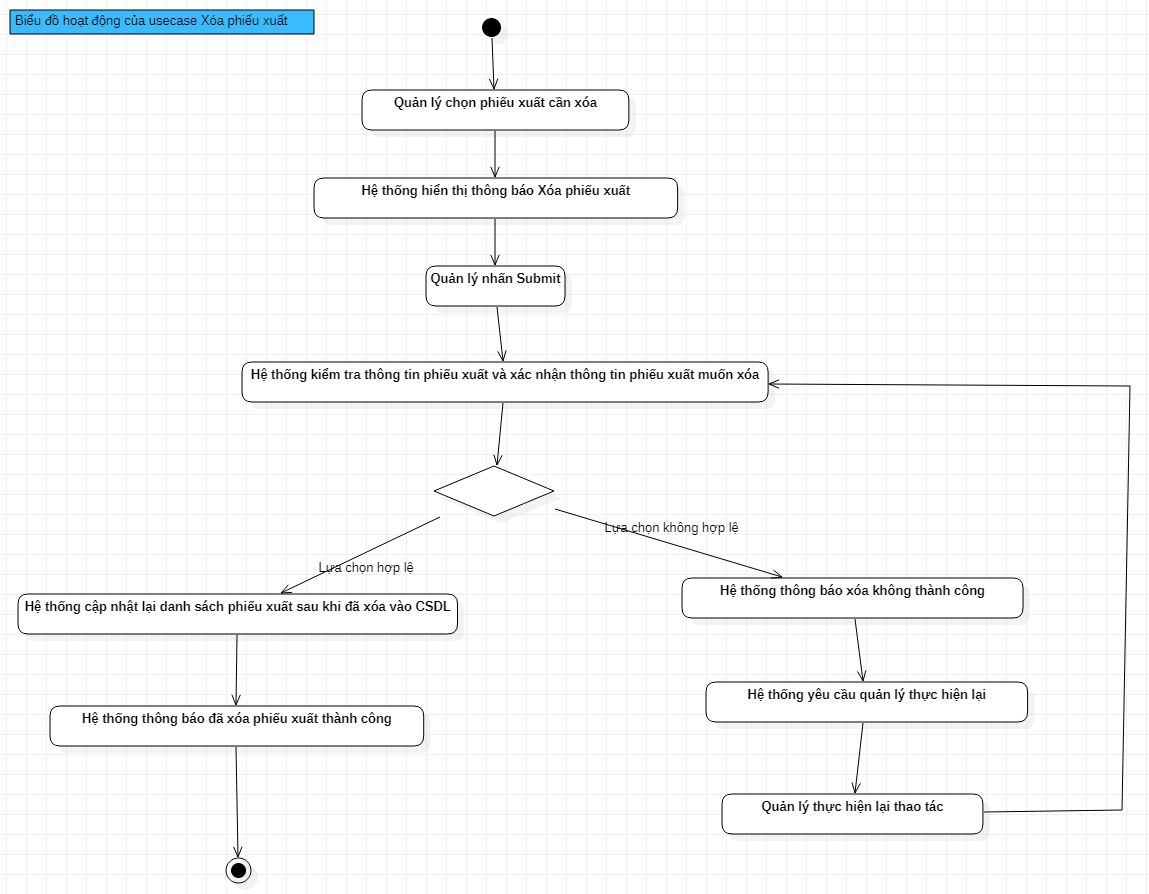 Biểu đồ hoạt động của usecase Xóa phiếu xuất
Quản lý chọn phiếu xuất cần xóa
Hệ thống hiển thị thông báo Xóa phiếu xuất
Quản lý nhấn Submit
Hệ thống kiểm tra thông tin phiếu xuất và xác nhận thông tin phiếu xuất muốn xóa
Lựa chọn không hợp lệ
Lựa chọn hợp lệ
Hệ thống thông báo xóa không thành công
Hệ thống cập nhật lại danh sách phiếu xuất sau khi đã xóa vào CSDL
Hệ thống yêu cầu quản lý thực hiện lại
Hệ thống thông báo đã xóa phiếu xuất thành công
Quản lý thực hiện lại thao tác